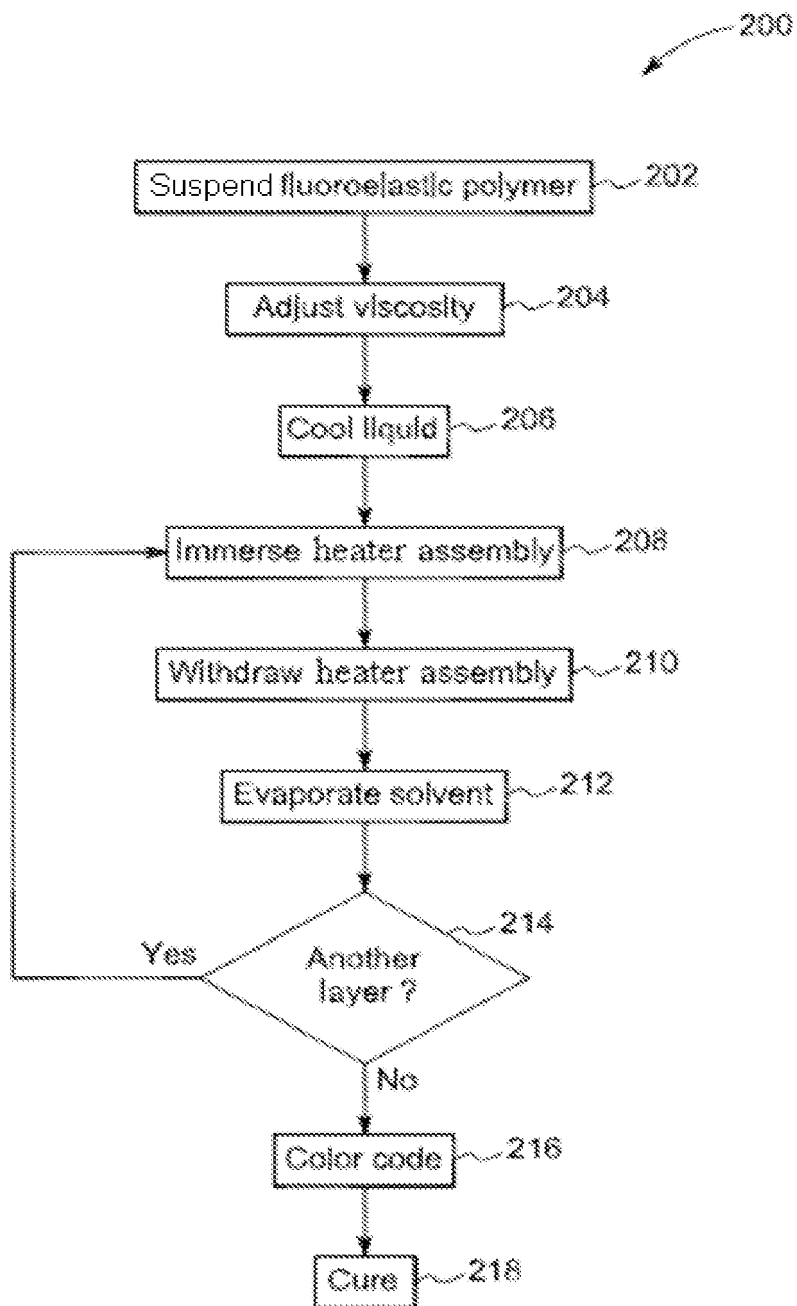 200
Suspend fluoroelastic polymer
202
Adjust viscosity
204
Cool liquid
206
Immerse heater assembly
208
Withdraw heater assembly
210
Evaporate solvent
212
214
Yes
Another
layer ?
No
Color code
216
Cure
218